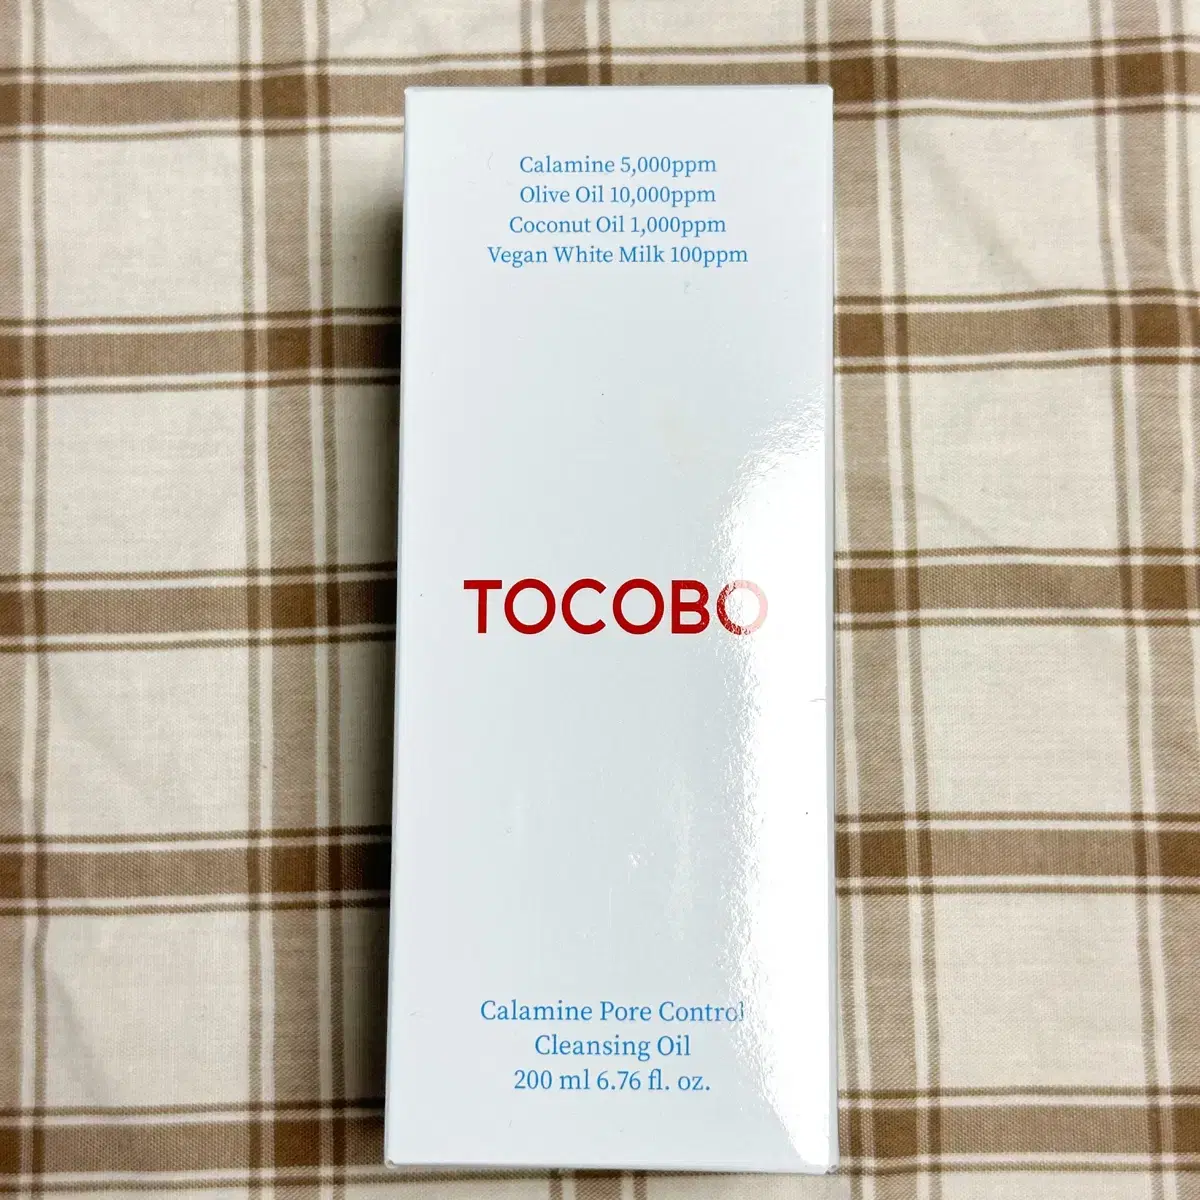 Calamine 5,000ppm
Olive Oil 10,000ppm
Coconut Oil 1,000ppm
Vegan White Milk 100ppm
TOCOBO
Calamine Pore Control
Cleansing Oil
200 ml 6.76 fl. oz.